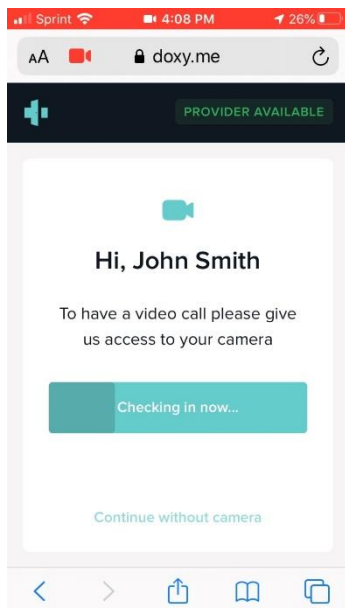 Sprint 4:08 PM 26%
AA doxy.me
PROVIDER AVAILABLE
Hi, John Smith
To have a video call please give
us access to your camera
Checking in now...
Continue without camera